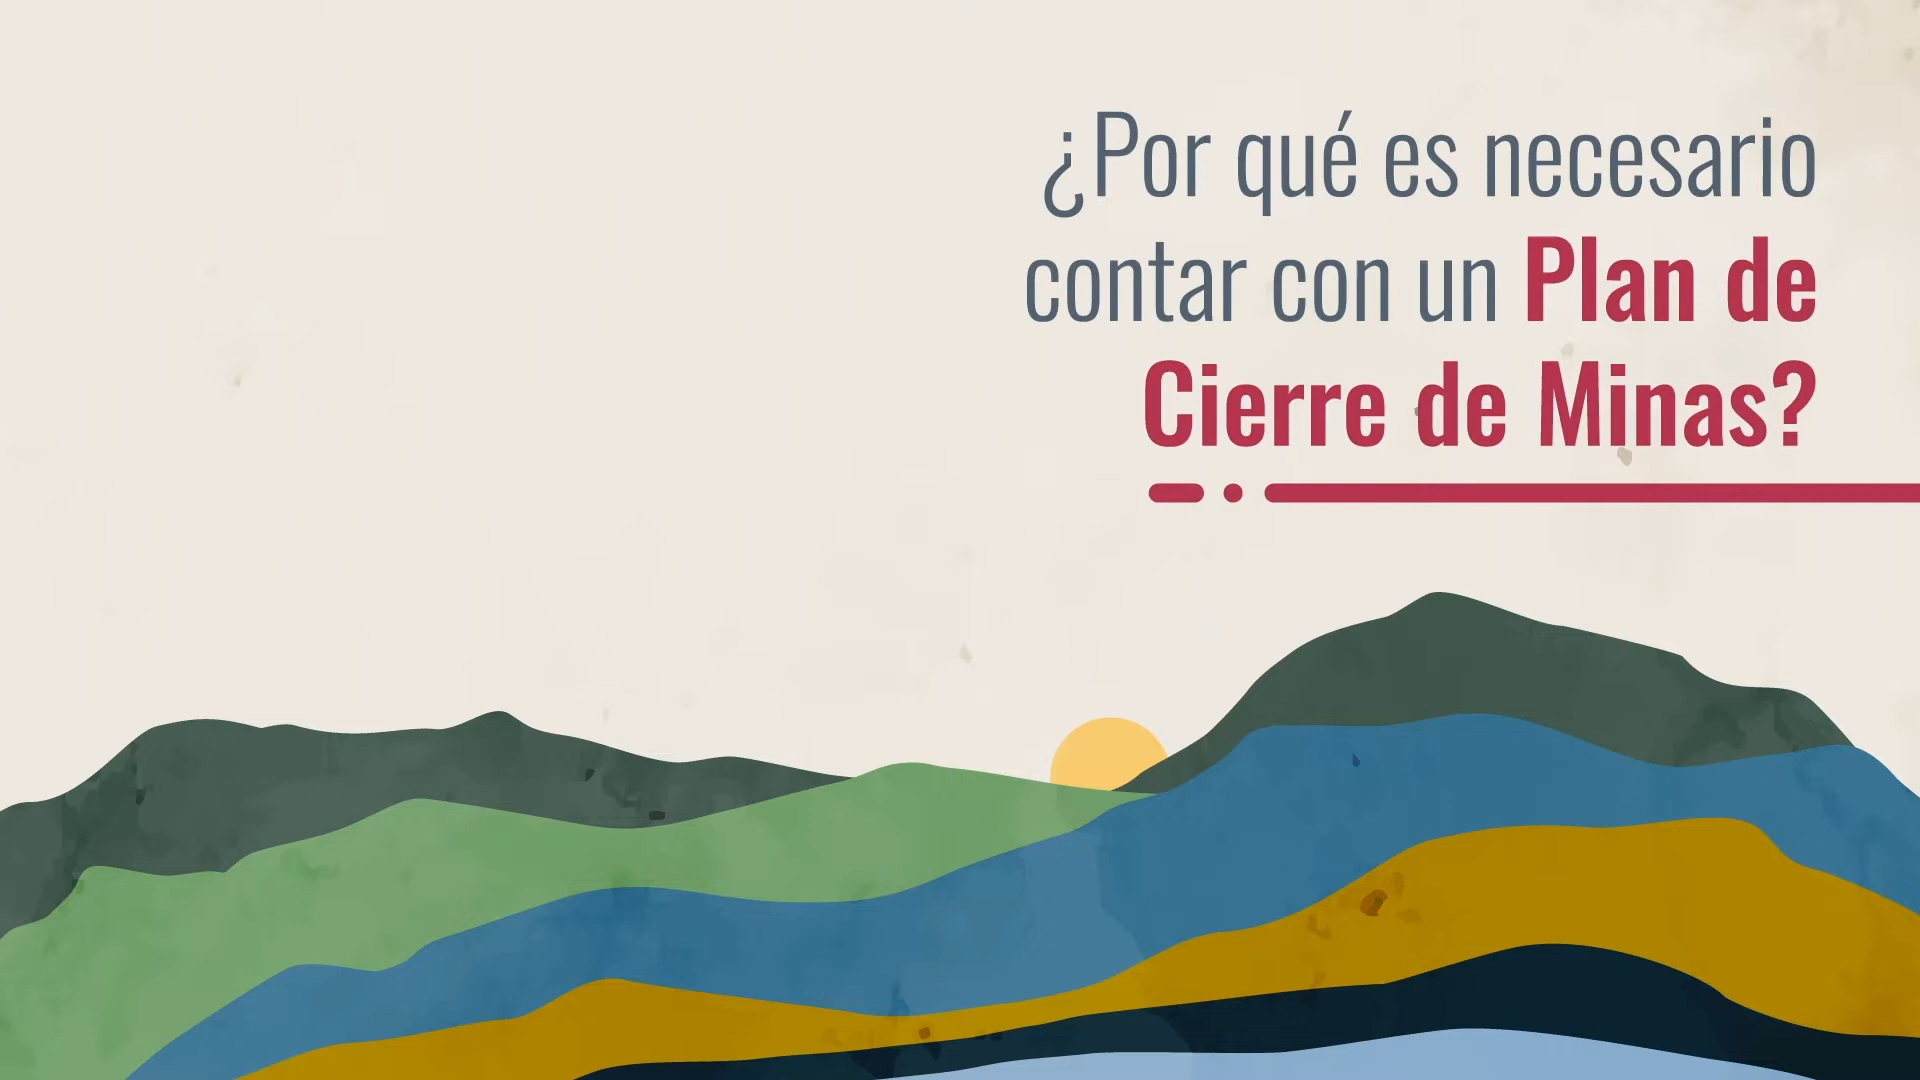 ¿Por qué es necesario
contar con un Plan de
Cierre de Minas?